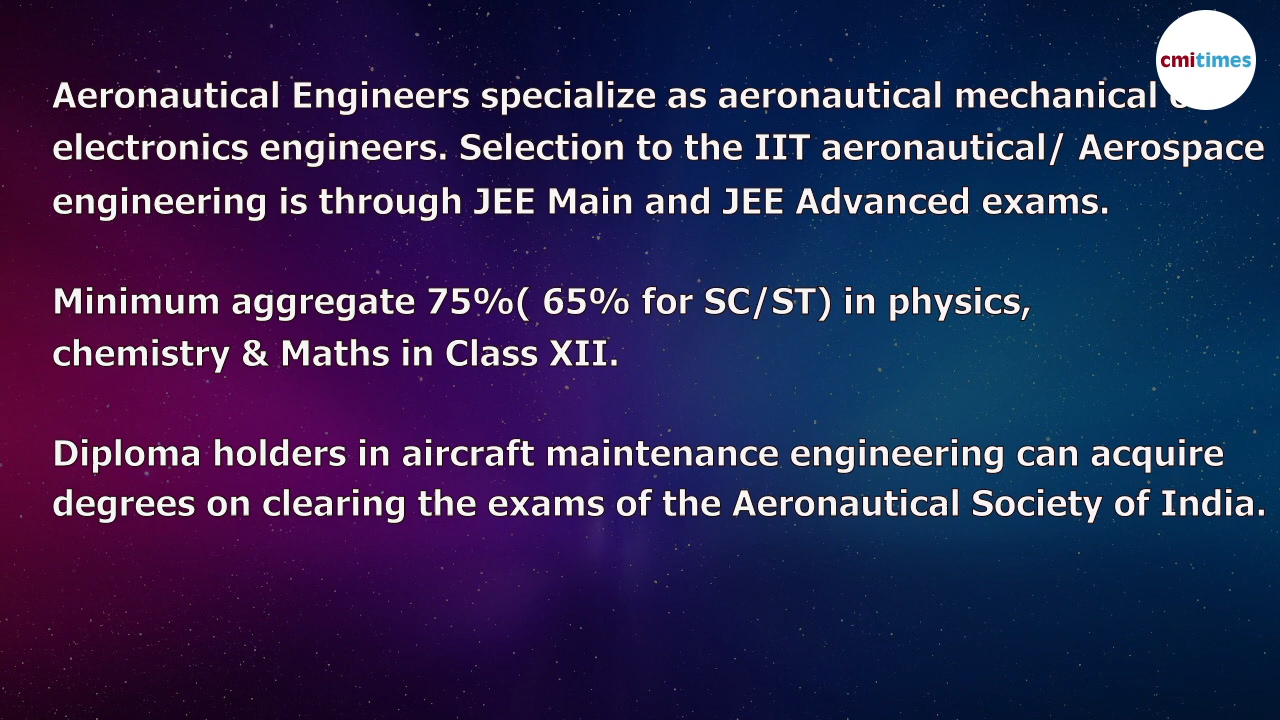 cmitimes
Aeronautical Engineers specialize as aeronautical mechanical
electronics engineers. Selection to the IIT aeronautical/ Aerospace
engineering is through JEE Main and JEE Advanced exams.
Minimum aggregate 75%( 65% for SC/ST) in physics,
chemistry & Maths in Class XII.
Diploma holders in aircraft maintenance engineering can acquire
degrees on clearing the exams of the Aeronautical Society of India.